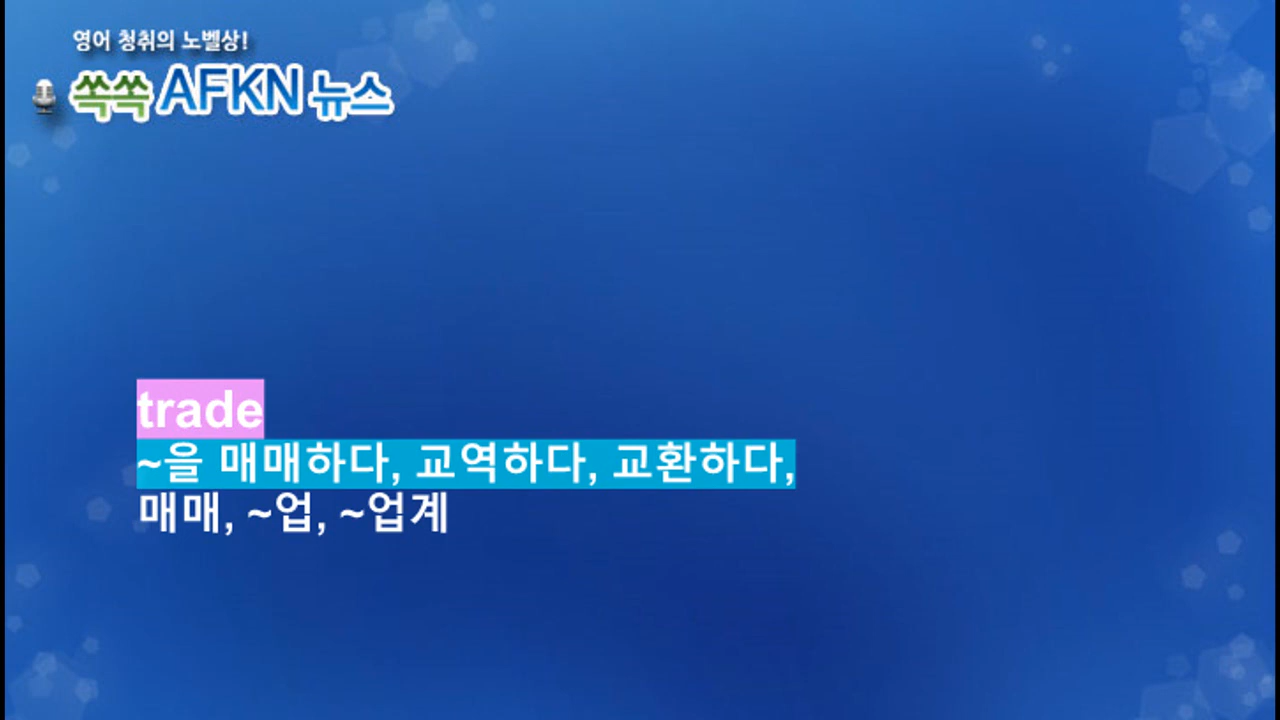 영어 청취의 노벨상!
쏙쏙 AFKN 뉴스
trade
~을 매매하다, 교역하다, 교환하다,
매매, ~업, ~업계